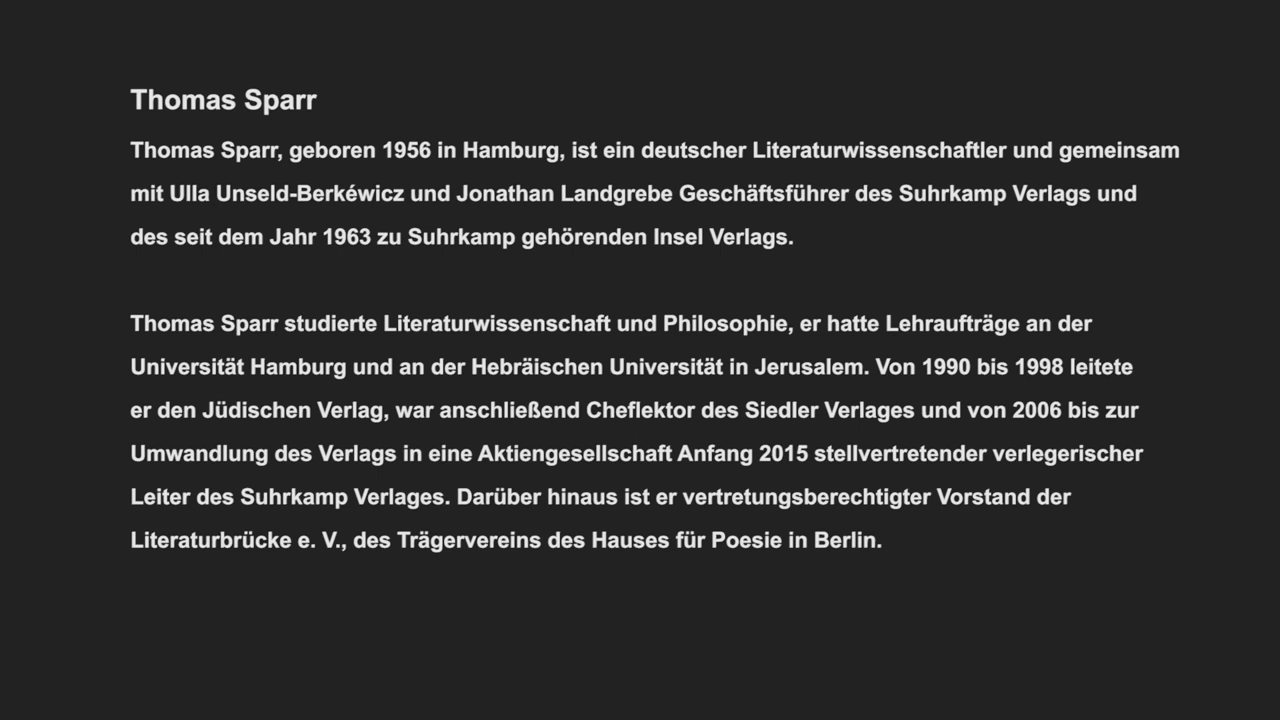 Thomas Sparr
Thomas Sparr, geboren 1956 in Hamburg, ist ein deutscher Literaturwissenschaftler und gemeinsam
mit Ulla Unseld-Berkéwicz und Jonathan Landgrebe Geschäftsführer des Suhrkamp Verlags und
des seit dem Jahr 1963 zu Suhrkamp gehörenden Insel Verlags.
Thomas Sparr studierte Literaturwissenschaft und Philosophie, er hatte Lehraufträge an der
Universität Hamburg und an der Hebräischen Universität in Jerusalem. Von 1990 bis 1998 leitete
er den Jüdischen Verlag, war anschließend Cheflektor des Siedler Verlages und von 2006 bis zur
Umwandlung des Verlags in eine Aktiengesellschaft Anfang 2015 stellvertretender verlegerischer
Leiter des Suhrkamp Verlages. Darüber hinaus ist er vertretungsberechtigter Vorstand der
Literaturbrücke e. V., des Trägervereins des Hauses für Poesie in Berlin.